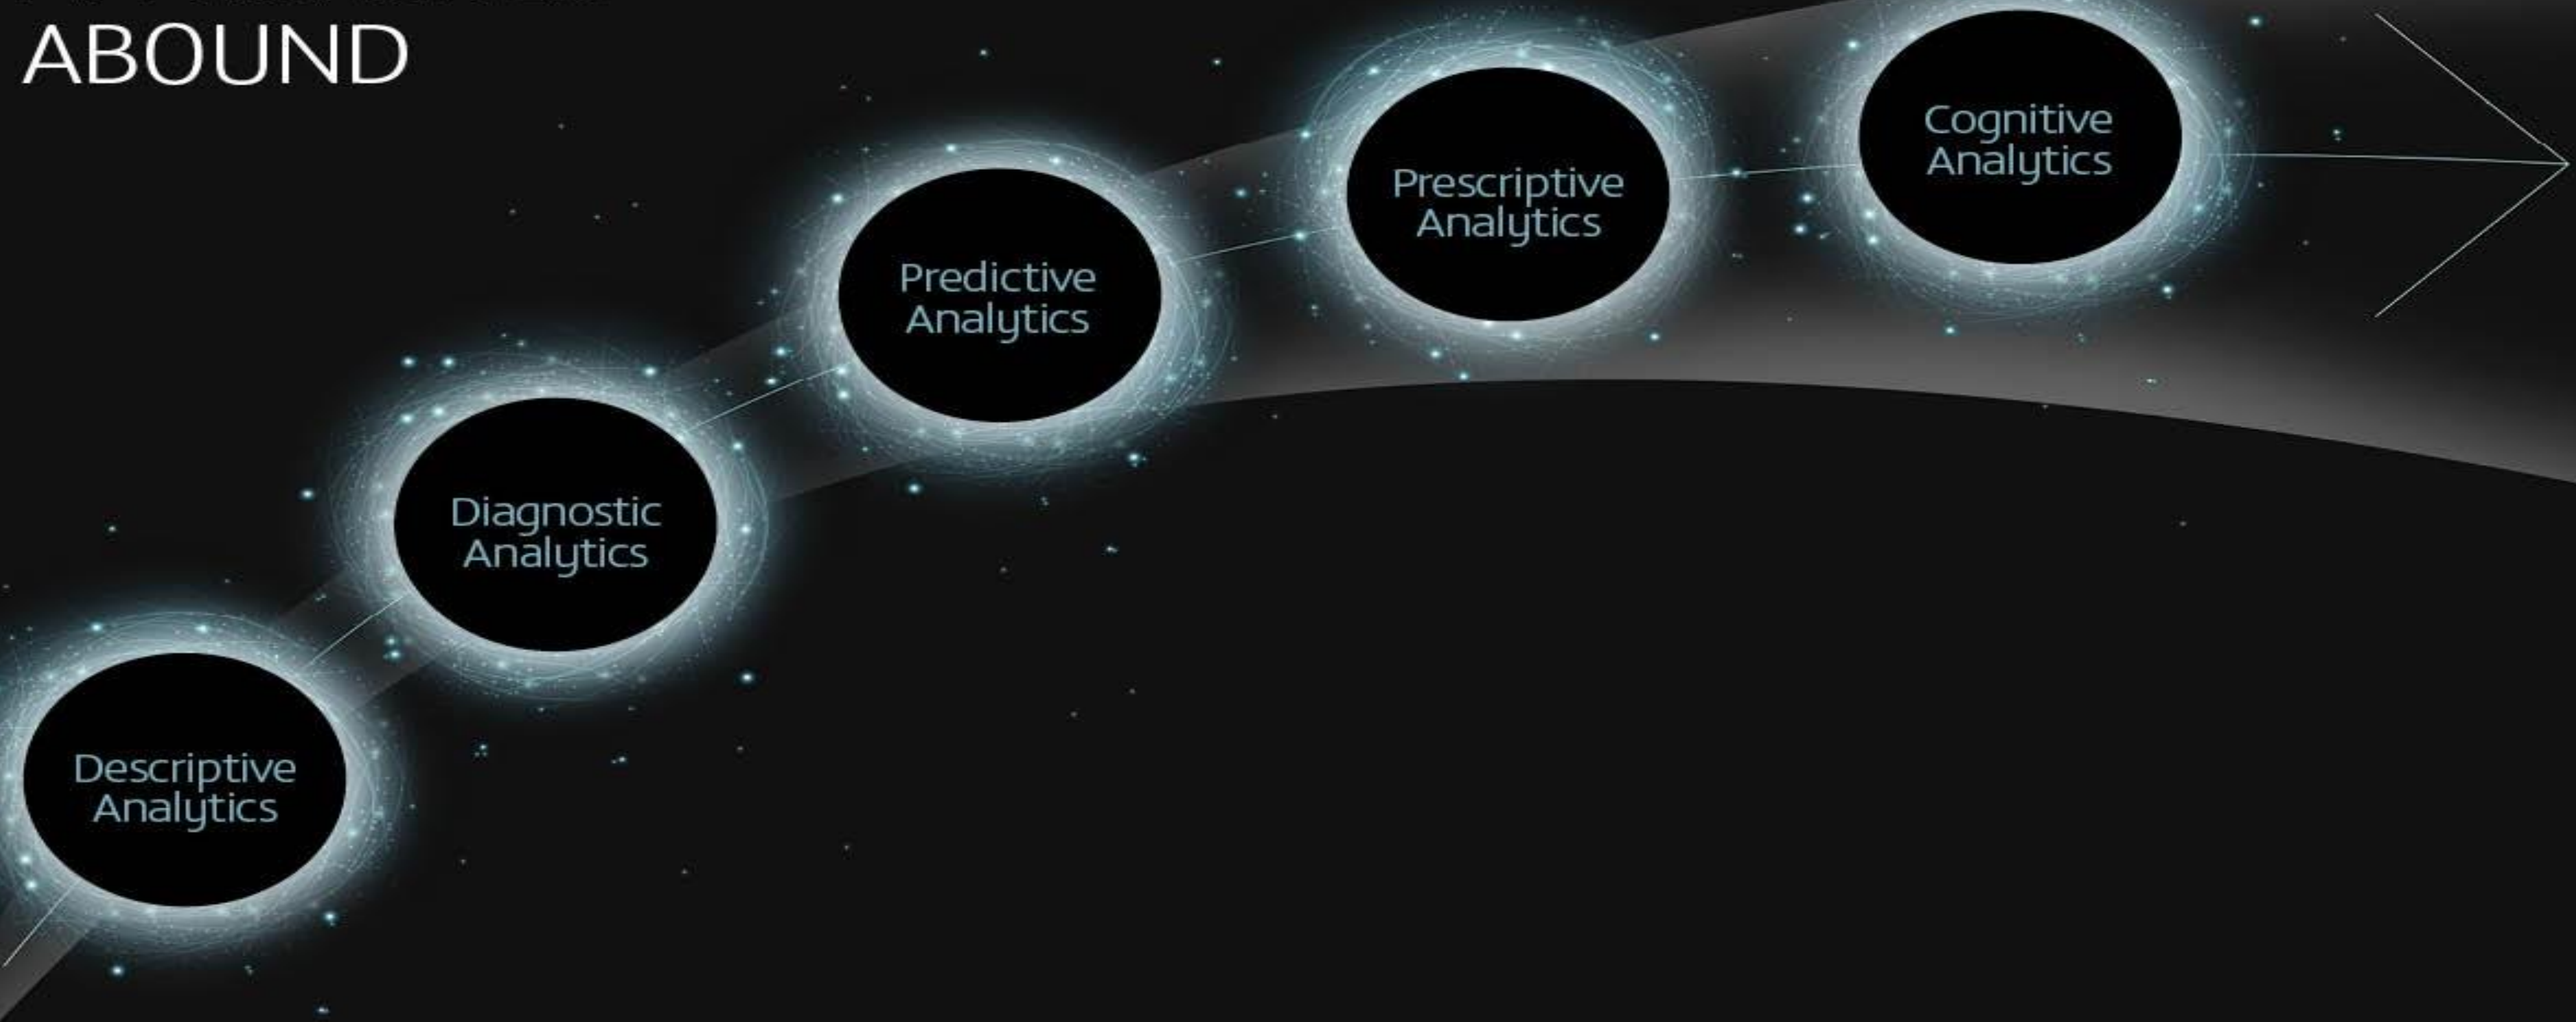 ABOUND
Cognitive
Analytics
Prescriptive
Analytics
Predictive
Analytics
Diagnostic
Analytics
Descriptive
Analytics